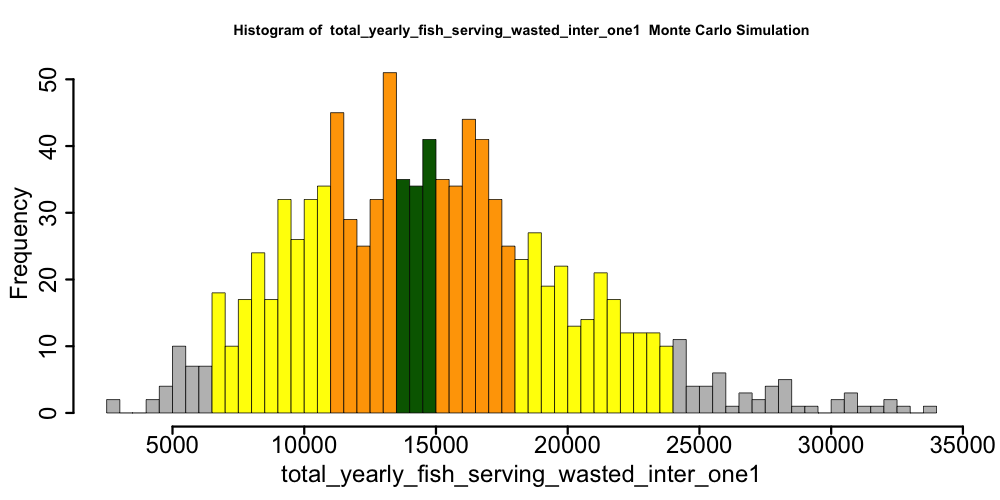 Histogram of total_yearly_fish_serving_wasted_inter_one1 Monte Carlo Simulation
Frequency
50
40
30
20
10
0
5000 10000 15000 20000 25000 30000 35000
total_yearly_fish_serving_wasted_inter_one1